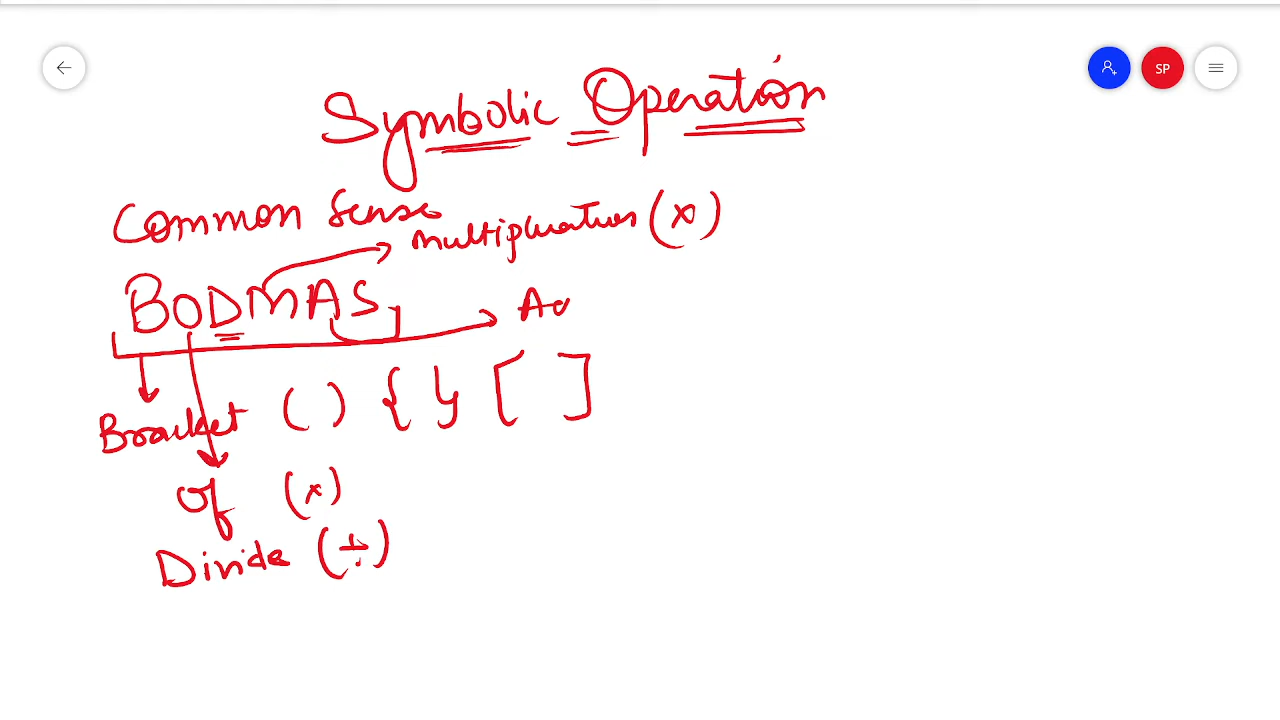 SP
Symbolic Operation
Common Sense
Multiplication (x)
BODMAS
Ad
Bracket ( ) { } [ ]
Of (x)
Divide (÷)